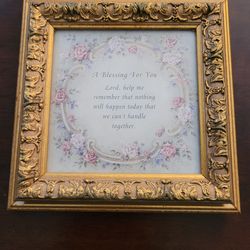 A Blessing For You
Lord, help me
remember that nothing
will happen today that
we can't handle
together.